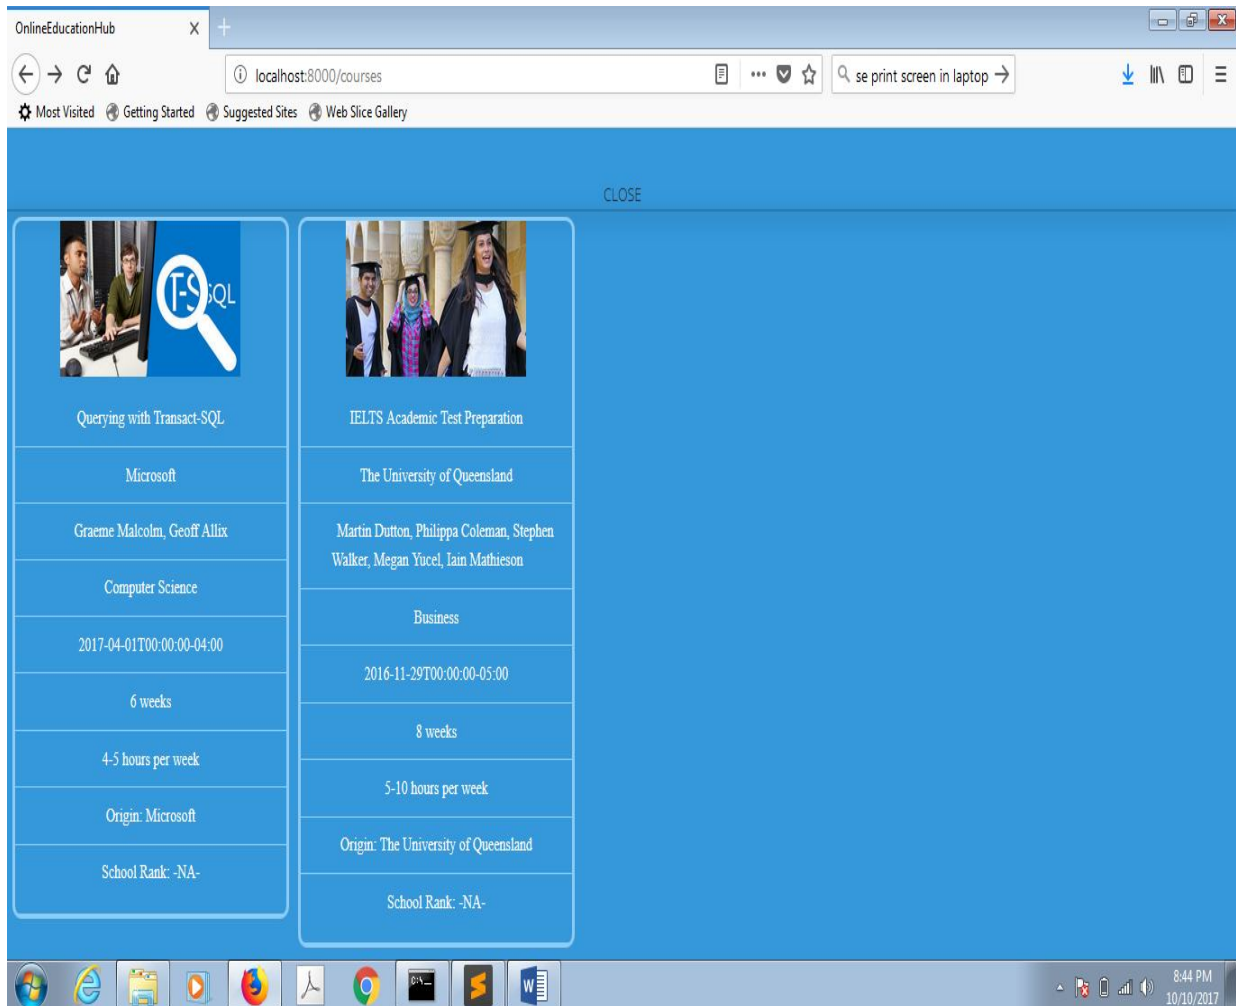 OnlineEducationHub X +
localhost:8000/courses
se print screen in laptop
Most Visited Getting Started Suggested Sites Web Slice Gallery
CLOSE
T-S SQL
Querying with Transact-SQL
Microsoft
Graeme Malcolm, Geoff Allix
Computer Science
2017-04-01T00:00:00-04:00
6 weeks
4-5 hours per week
Origin: Microsoft
School Rank: -NA-
IELTS Academic Test Preparation
The University of Queensland
Martin Dutton, Philippa Coleman, Stephen
Walker, Megan Yucel, Iain Mathieson
Business
2016-11-29T00:00:00-05:00
8 weeks
5-10 hours per week
Origin: The University of Queensland
School Rank: -NA-
8:44 PM
10/10/2017